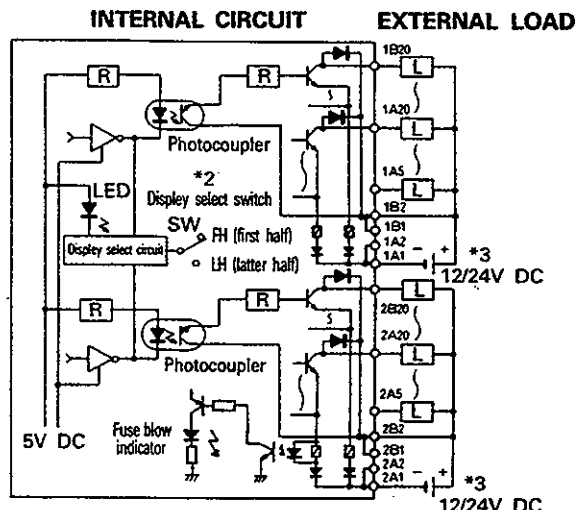 INTERNAL CIRCUIT EXTERNAL LOAD
1B20
R R L
1A20
L
Photocoupler
1A5
LED *2 L
Display select switch
1B2
SW 1B1
FH (first half) 1A2
Display select circuit 1A1 - + *3
LH (latter half) 12/24V DC
L
R R 2B20
2A20
L
Photocoupler
2A5
L
Fuse blow 2B2
5V DC indicator 2B1
2A2
2A1 - + *3
12/24V DC